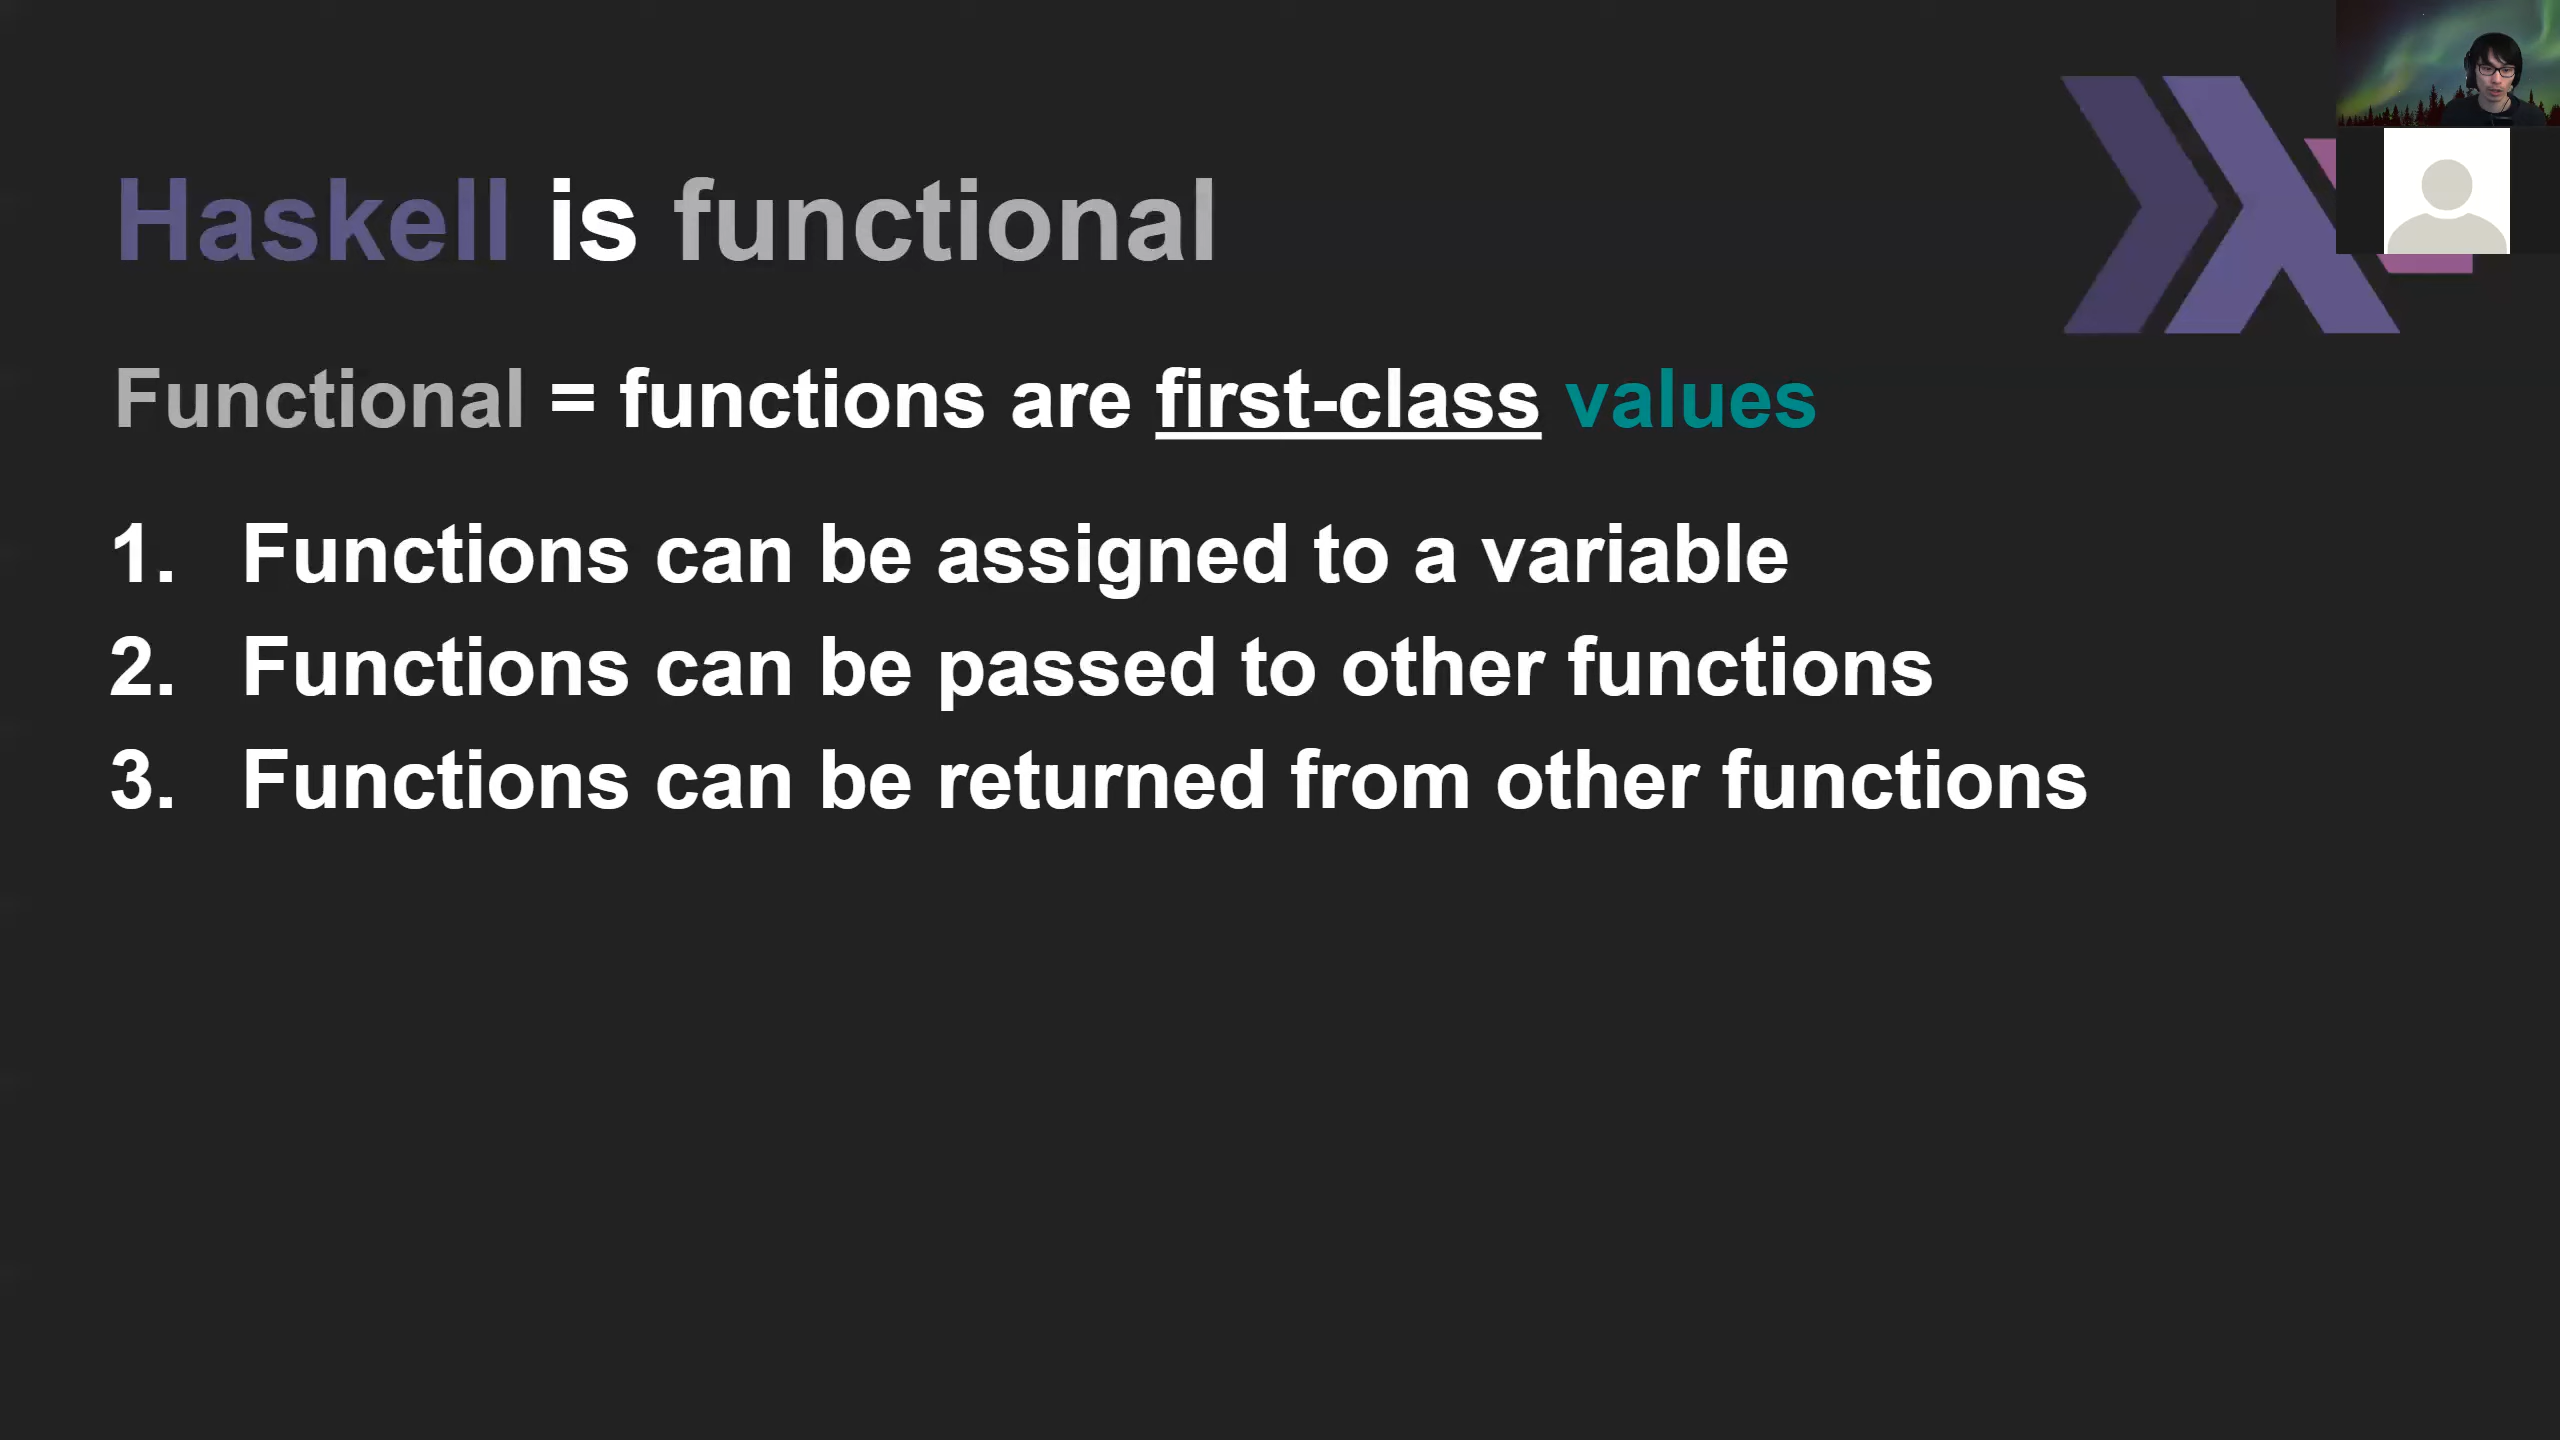 Haskell is functional
Functional = functions are first-class values
1. Functions can be assigned to a variable
2. Functions can be passed to other functions
3. Functions can be returned from other functions